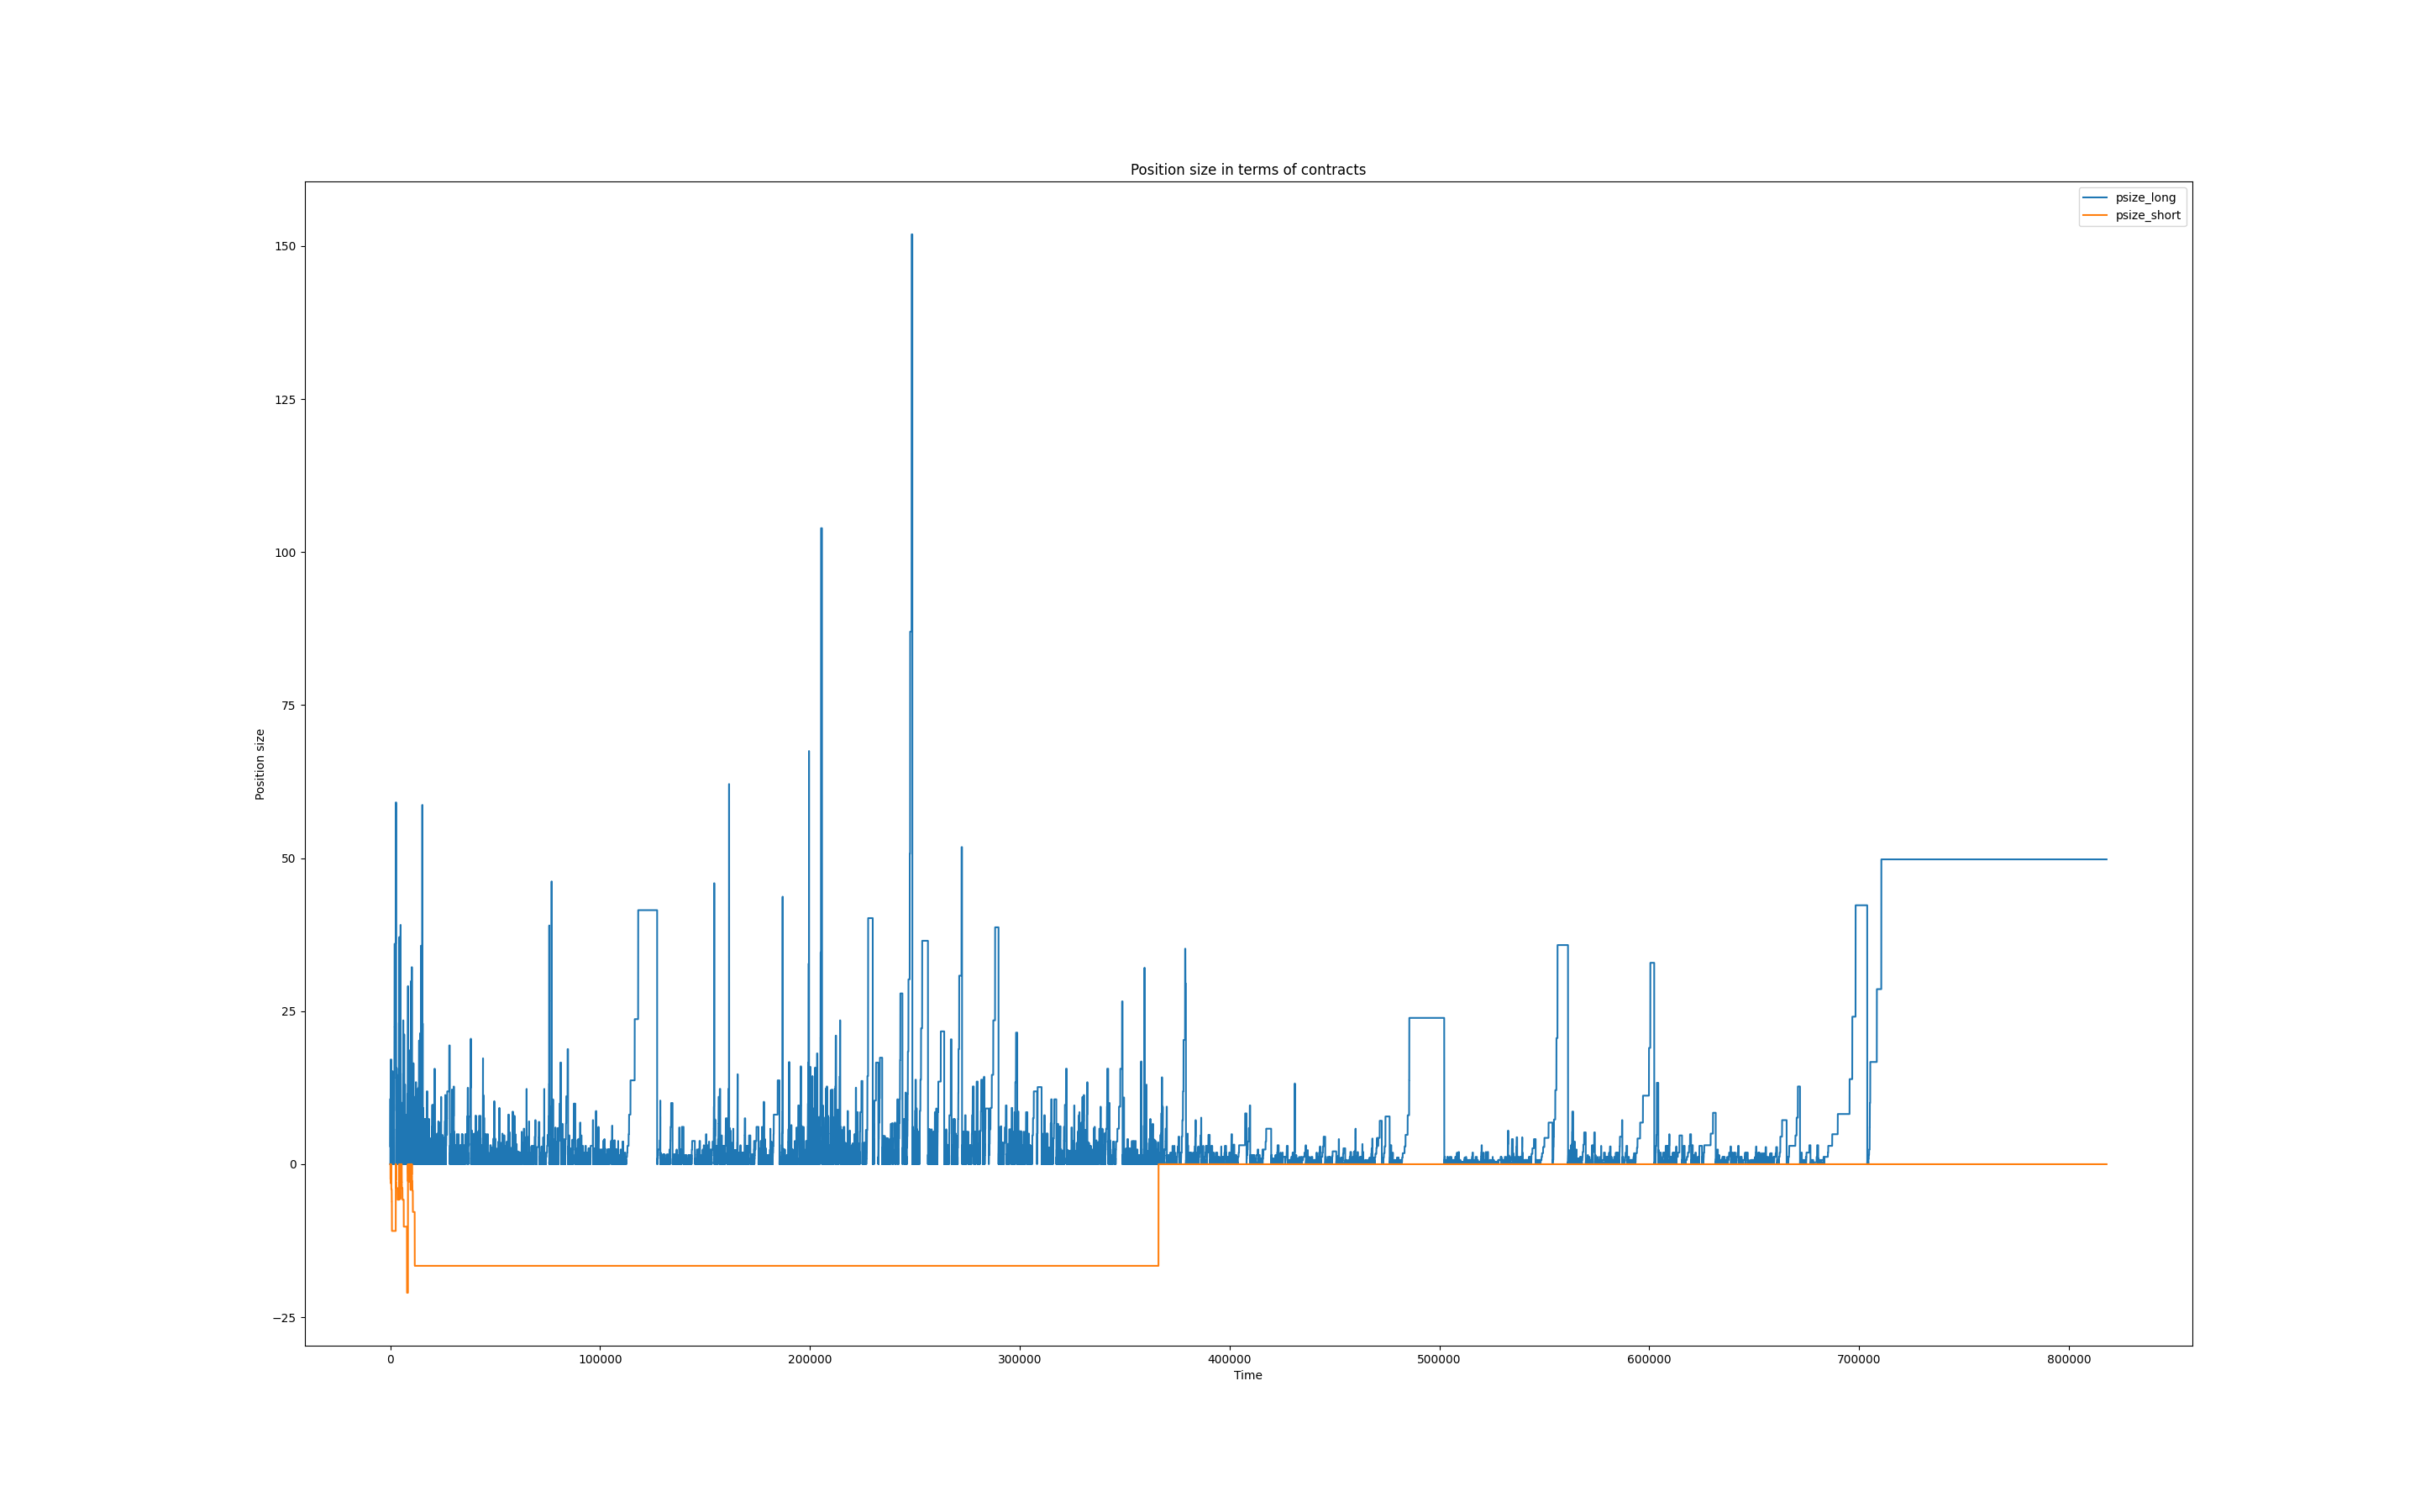 Position size in terms of contracts
psize_long
psize_short
150
125
100
75
50
25
0
−25
Position size
0 100000 200000 300000 400000 500000 600000 700000 800000
Time